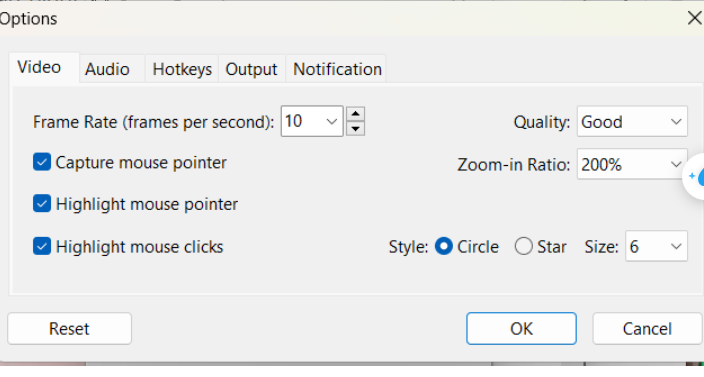 Options
Video Audio Hotkeys Output Notification
Frame Rate (frames per second): 10 Quality: Good
Capture mouse pointer Zoom-in Ratio: 200%
Highlight mouse pointer
Highlight mouse clicks Style: Circle Star Size: 6
Reset OK Cancel